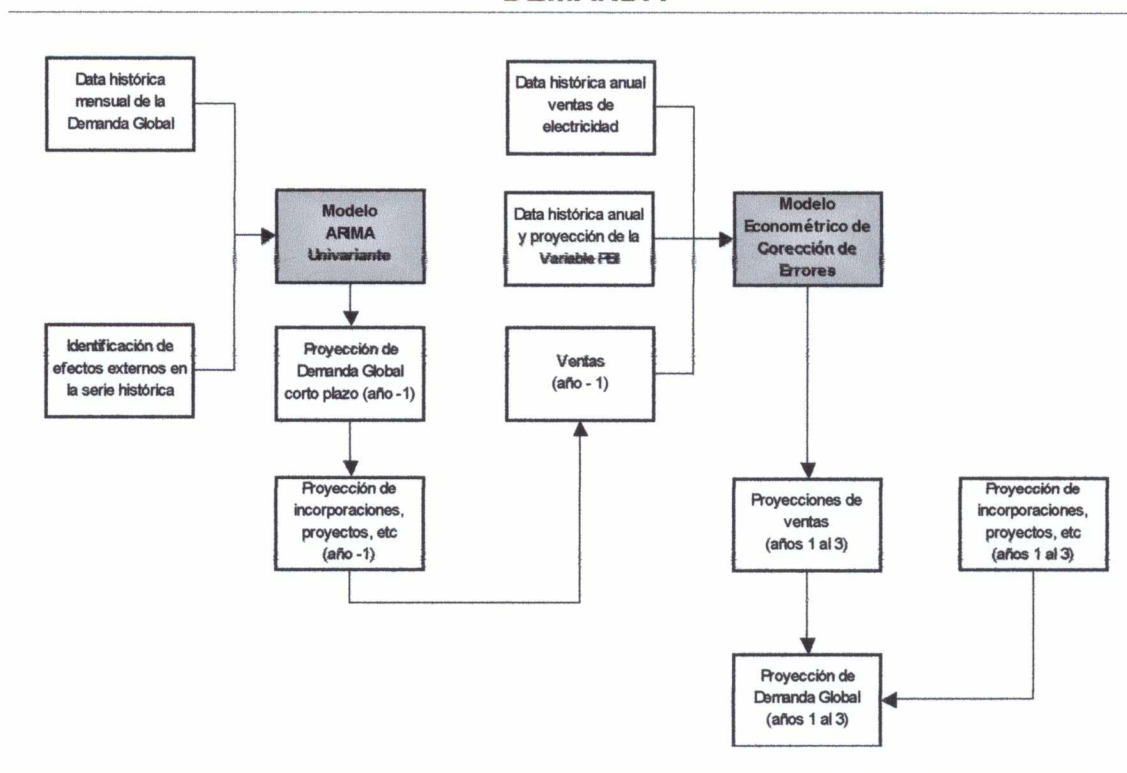 Data histórica
mensual de la
Demanda Global
Identificación de
efectos externos en
la serie histórica
Modelo
ARIMA
Univariante
Proyección de
Demanda Global
corto plazo (año -1)
Proyección de
incorporaciones,
proyectos, etc
(año -1)
Data histórica anual
ventas de
electricidad
Data histórica anual
y proyección de la
Variable PBI
Ventas
(año - 1)
Modelo
Econométrico de
Corección de
Errores
Proyecciones de
ventas
(años 1 al 3)
Proyección de
incorporaciones,
proyectos, etc
(años 1 al 3)
Proyección de
Demanda Global
(años 1 al 3)